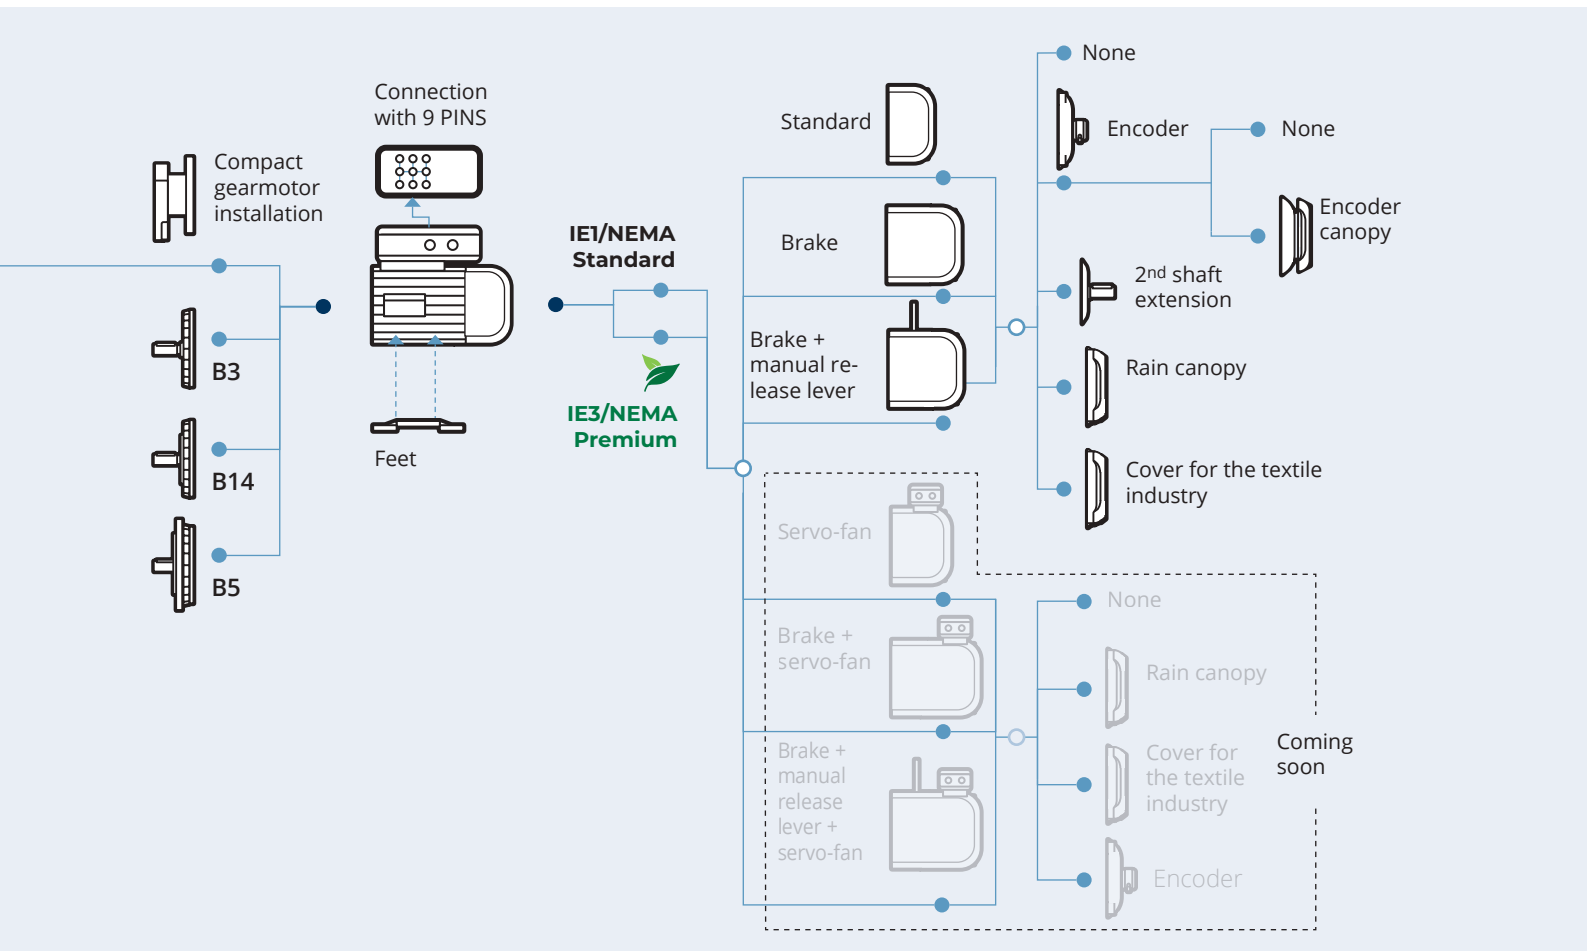 Compact
gearmotor
installation
B3
B14
B5
Connection
with 9 PINS
Feet
IE1/NEMA
Standard
IE3/NEMA
Premium
Standard
Brake
Brake +
manual re-
lease lever
None
Encoder
None
Encoder
canopy
2nd shaft
extension
Rain canopy
Cover for the textile
industry
Servo-fan
Brake +
servo-fan
Brake +
manual
release
lever +
servo-fan
None
Rain canopy
Cover for
the textile
industry
Encoder
Coming
soon